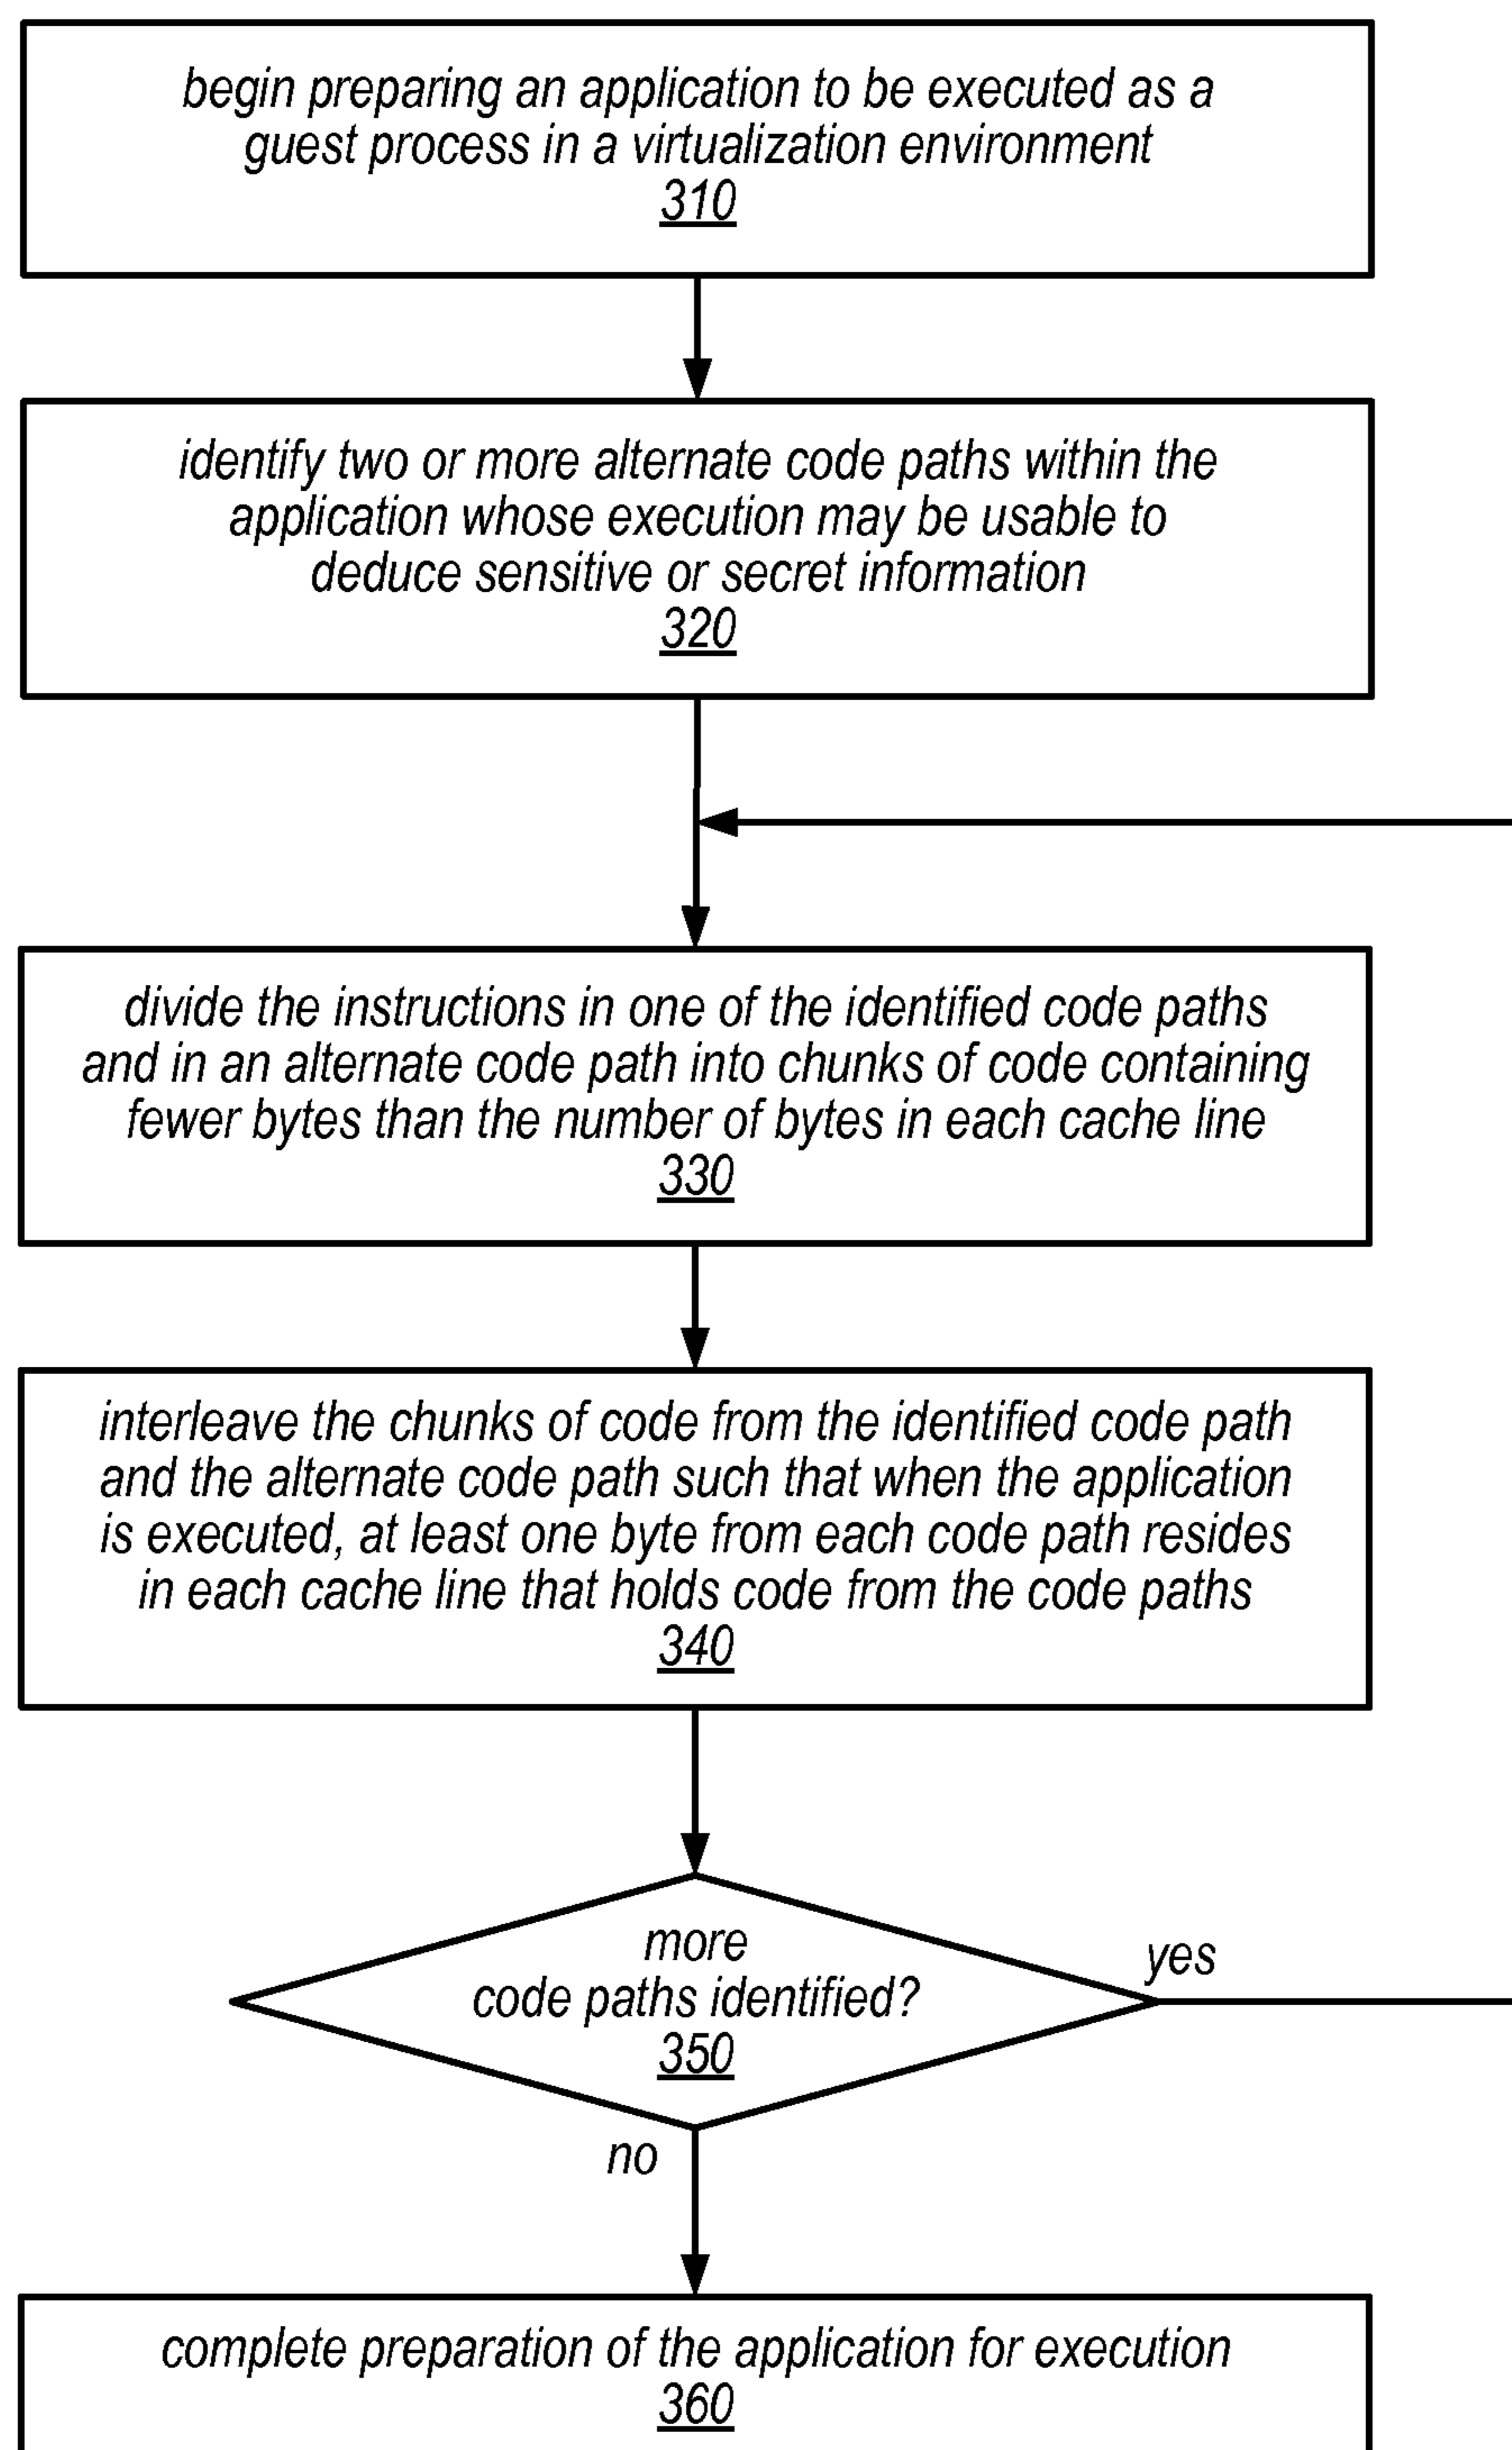 begin preparing an application to be executed as a
guest process in a virtualization environment
310
identify two or more alternate code paths within the
application whose execution may be usable to
deduce sensitive or secret information
320
divide the instructions in one of the identified code paths
and in an alternate code path into chunks of code containing
fewer bytes than the number of bytes in each cache line
330
interleave the chunks of code from the identified code path
and the alternate code path such that when the application
is executed, at least one byte from each code path resides
in each cache line that holds code from the code paths
340
more
code paths identified?
350
yes
no
complete preparation of the application for execution
360